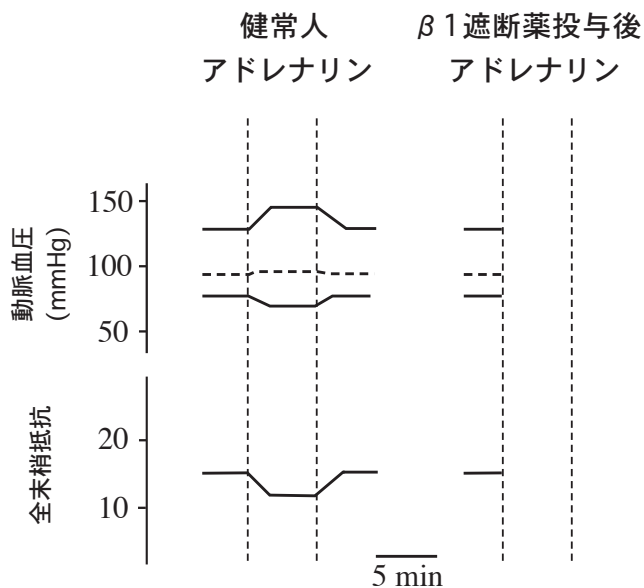 健常人
アドレナリン
β1遮断薬投与後
アドレナリン
動脈血圧
(mmHg)
150
100
50
全末梢抵抗
20
10
5 min